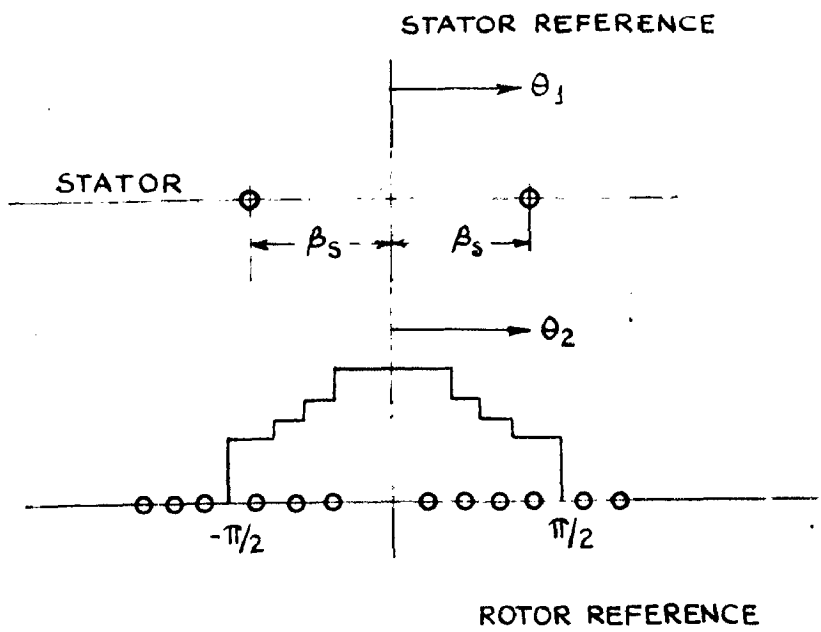 STATOR REFERENCE
θ1
STATOR
βs βs
θ2
-π/2 π/2
ROTOR REFERENCE